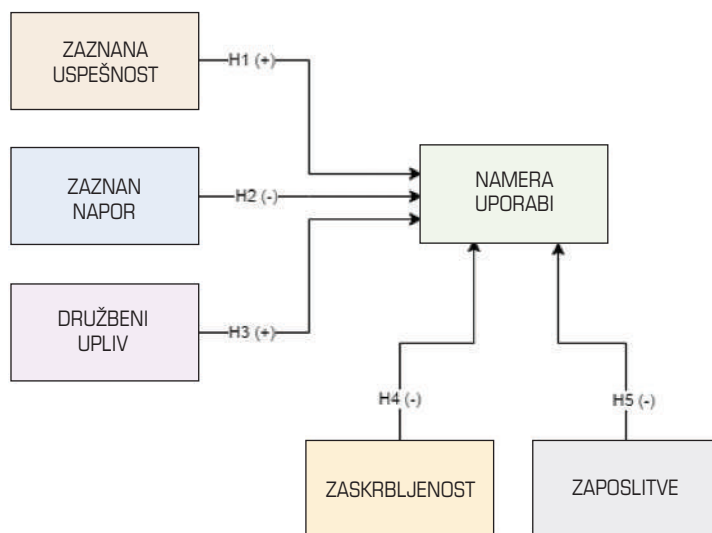 ZAZNANA
USPEŠNOST
H1 (+)
ZAZNAN
NAPOR
H2 (-)
NAMERA
UPORABI
DRUŽBENI
UPLIV
H3 (+)
H4 (-)
H5 (-)
ZASKRBLJENOST
ZAPOSLITVE